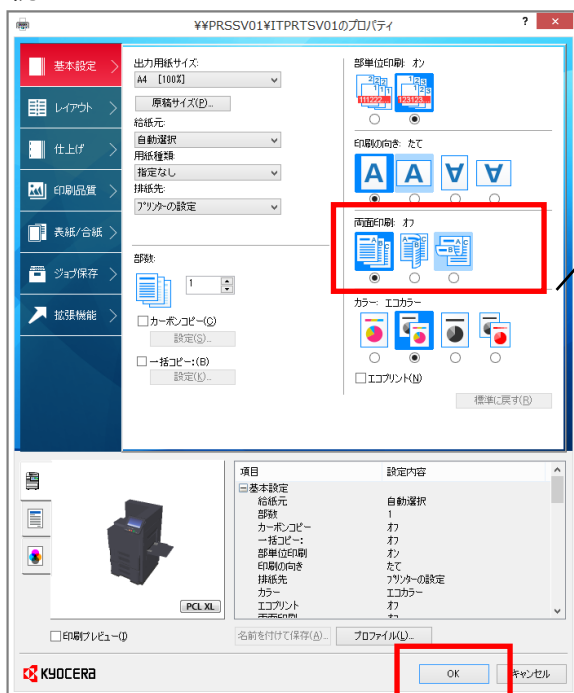 ¥¥PRSSV01¥ITPRTSV01のプロパティ
?
×
基本設定
レイアウト
仕上げ
印刷品質
表紙/合紙
ジョブ保存
拡張機能
出力用紙サイズ:
A4 [100%]
原稿サイズ(P)...
給紙元:
自動選択
用紙種類:
指定なし
排紙先:
プリンターの設定
部数:
1
カーボンコピー(C)
設定(S)...
一括コピー:(B)
設定(K)...
部単位印刷: オン
111222...
123123...
印刷の向き: たて
A
A
A
A
両面印刷: オフ
カラー: エコカラー
エコプリント(N)
標準に戻す(R)
項目
設定内容
基本設定
給紙元 自動選択
部数 1
カーボンコピー オフ
一括コピー: オフ
部単位印刷 オン
印刷の向き たて
排紙先 プリンターの設定
カラー エコカラー
エコプリント オフ
両面印刷 オフ
PCL XL
印刷プレビュー(I)
名前を付けて保存(A)...
プロファイル(L)...
KYOCERA
OK
キャンセル